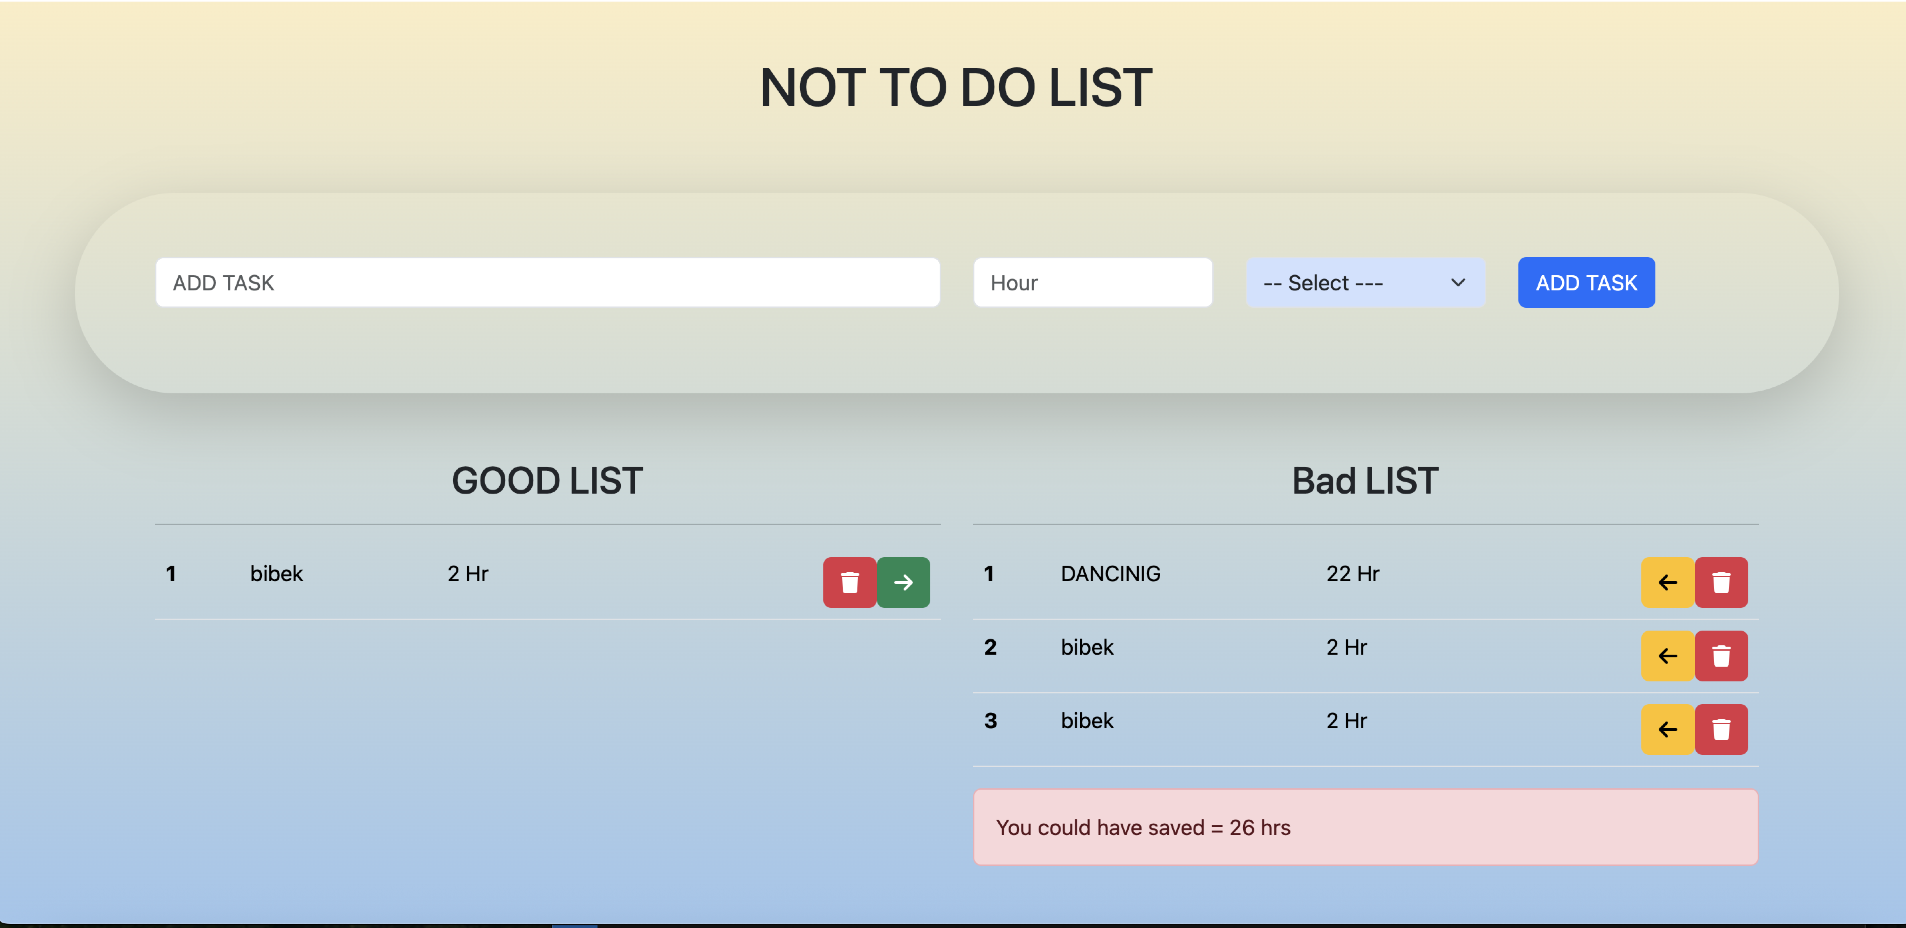 NOT TO DO LIST
ADD TASK
Hour
-- Select ---
ADD TASK
GOOD LIST
1 bibek 2 Hr
Bad LIST
1 DANCINIG 22 Hr
2 bibek 2 Hr
3 bibek 2 Hr
You could have saved = 26 hrs